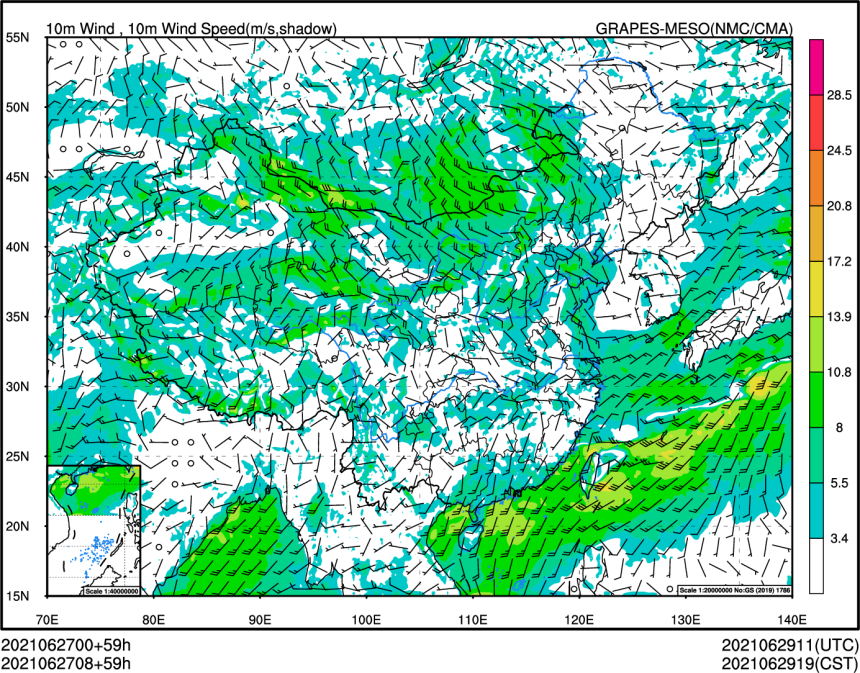 10m Wind , 10m Wind Speed(m/s,shadow) GRAPES-MESO(NMC/CMA)
55N
50N
45N
40N
35N
30N
25N
20N
15N
28.5
24.5
20.8
17.2
13.9
10.8
8
5.5
3.4
Scale 1:40000000
Scale 1:20000000 No:GS (2019) 1786
70E 80E 90E 100E 110E 120E 130E 140E
2021062700+59h 2021062911(UTC)
2021062708+59h 2021062919(CST)